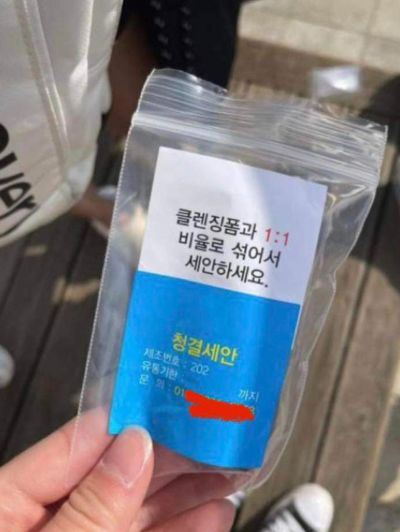 클렌징폼과 1:1
비율로 섞어서
세안하세요.
청결세안
제조번호 : 202
유통기한 : 까지
문 의 : 01